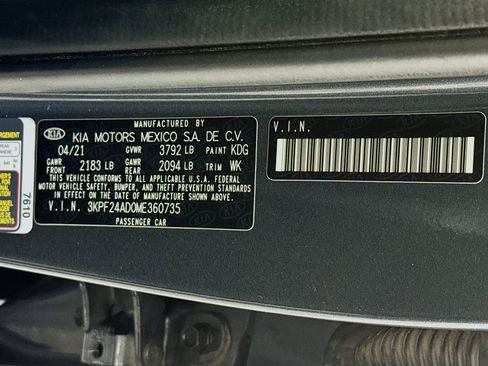 MANUFACTURED BY
KIA KIA MOTORS MEXICO S.A. DE C.V.
04/21 GVWR 3792 LB PAINT KDG
GAWR FRONT 2183 LB GAWR REAR 2094 LB TRIM WK
THIS VEHICLE CONFORMS TO ALL APPLICABLE U.S.A. FEDERAL
MOTOR VEHICLE SAFETY, BUMPER, AND THEFT PREVENTION
STANDARDS IN EFFECT ON THE DATE OF MANUFACTURE SHOWN ABOVE.
V.I.N. 3KPF24AD0ME360735
PASSENGER CAR
V.I.N.
7610